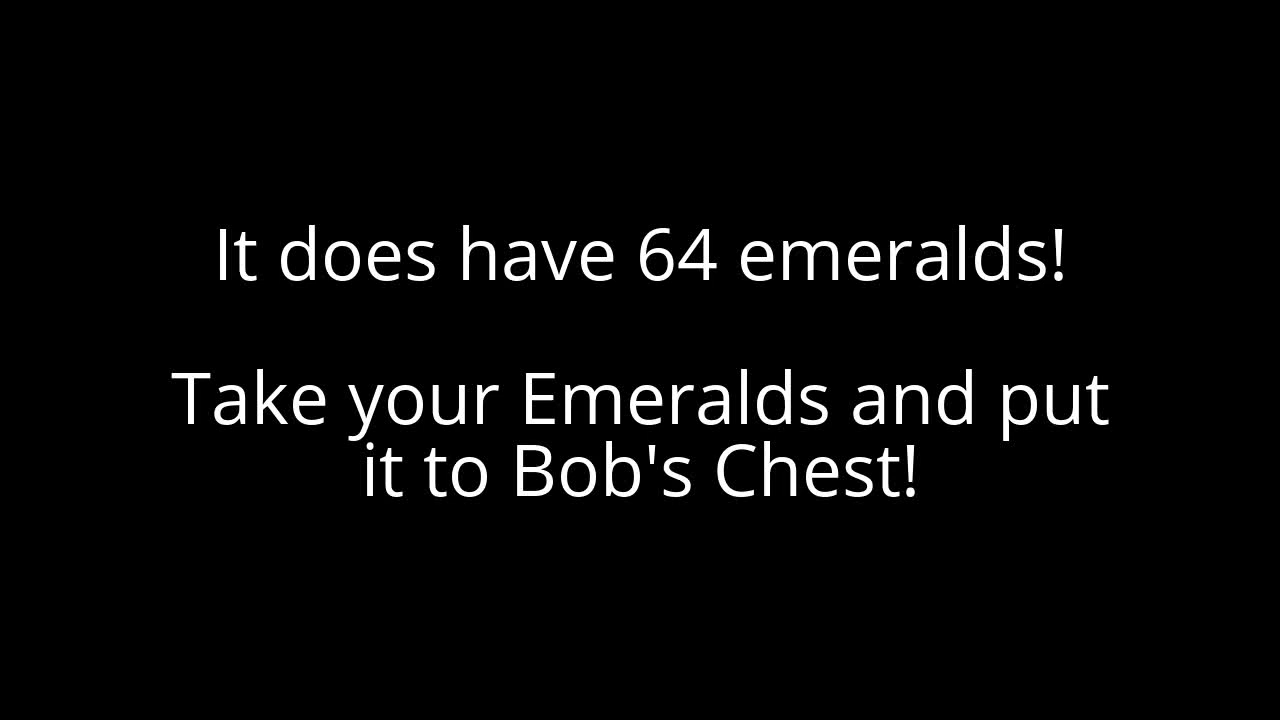 It does have 64 emeralds!
Take your Emeralds and put
it to Bob's Chest!